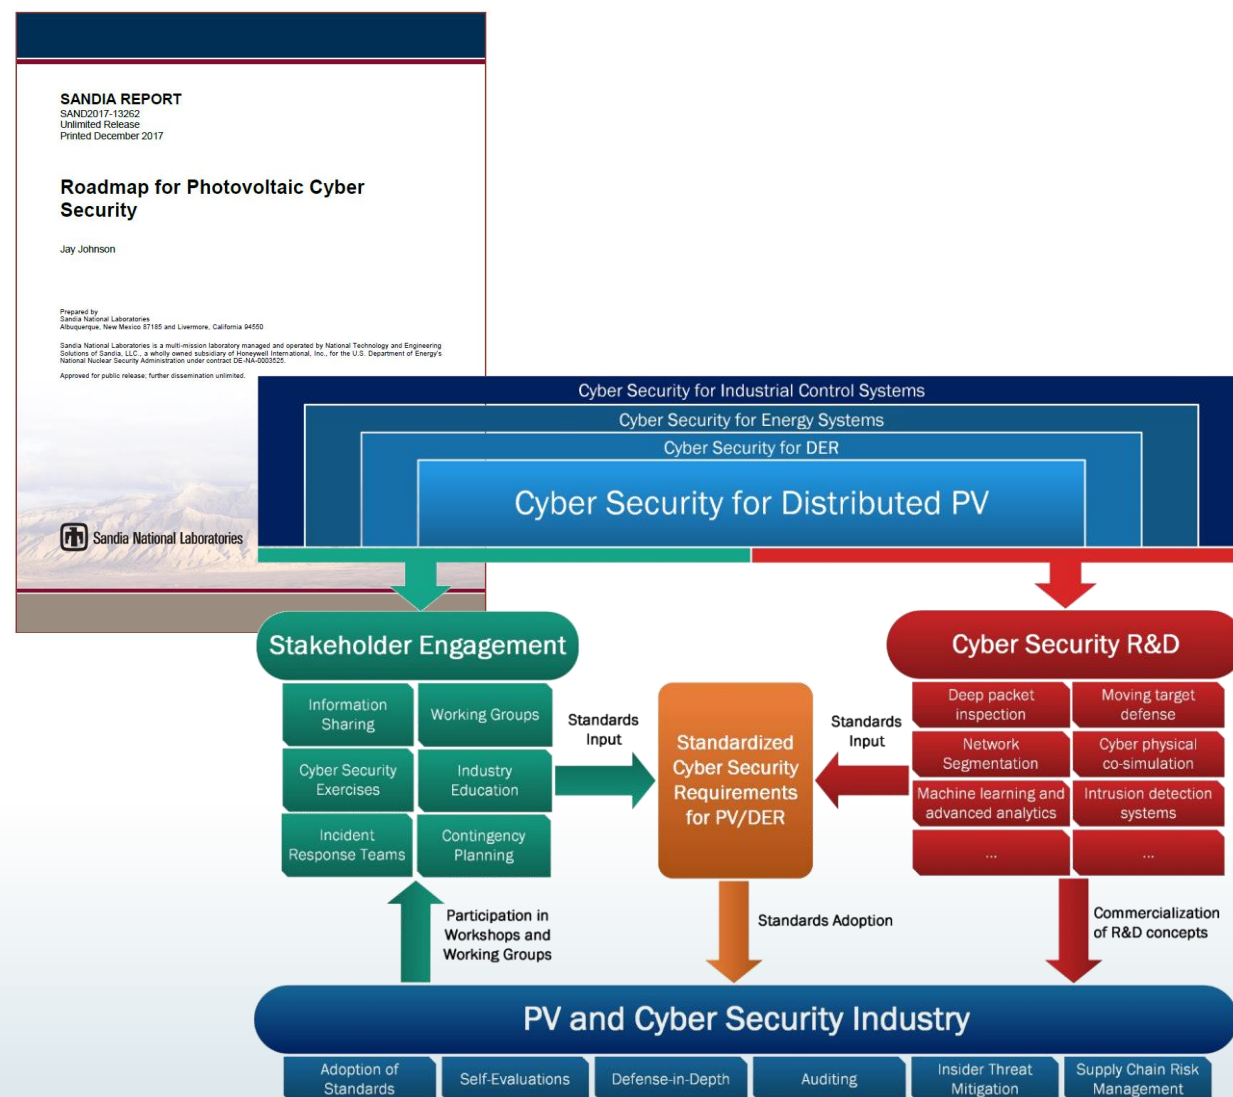 SANDIA REPORT
SAND2017-13262
Unlimited Release
Printed December 2017
Roadmap for Photovoltaic Cyber
Security
Jay Johnson
Prepared by
Sandia National Laboratories
Albuquerque, New Mexico 87185 and Livermore, California 94550
Sandia National Laboratories is a multi-mission laboratory managed and operated by National Technology and Engineering
Solutions of Sandia, LLC., a wholly owned subsidiary of Honeywell International, Inc., for the U.S. Department of Energy's
National Nuclear Security Administration under contract DE-NA-0003525.
Approved for public release; further dissemination unlimited.
Sandia National Laboratories
Cyber Security for Industrial Control Systems
Cyber Security for Energy Systems
Cyber Security for DER
Cyber Security for Distributed PV
Stakeholder Engagement
Information
Sharing
Working Groups
Cyber Security
Exercises
Industry
Education
Incident
Response Teams
Contingency
Planning
Standards
Input
Standardized
Cyber Security
Requirements
for PV/DER
Standards
Input
Cyber Security R&D
Deep packet
inspection
Moving target
defense
Network
Segmentation
Cyber physical
co-simulation
Machine learning and
advanced analytics
Intrusion detection
systems
...
...
Participation in
Workshops and
Working Groups
Standards Adoption
Commercialization
of R&D concepts
PV and Cyber Security Industry
Adoption of
Standards
Self-Evaluations
Defense-in-Depth
Auditing
Insider Threat
Mitigation
Supply Chain Risk
Management